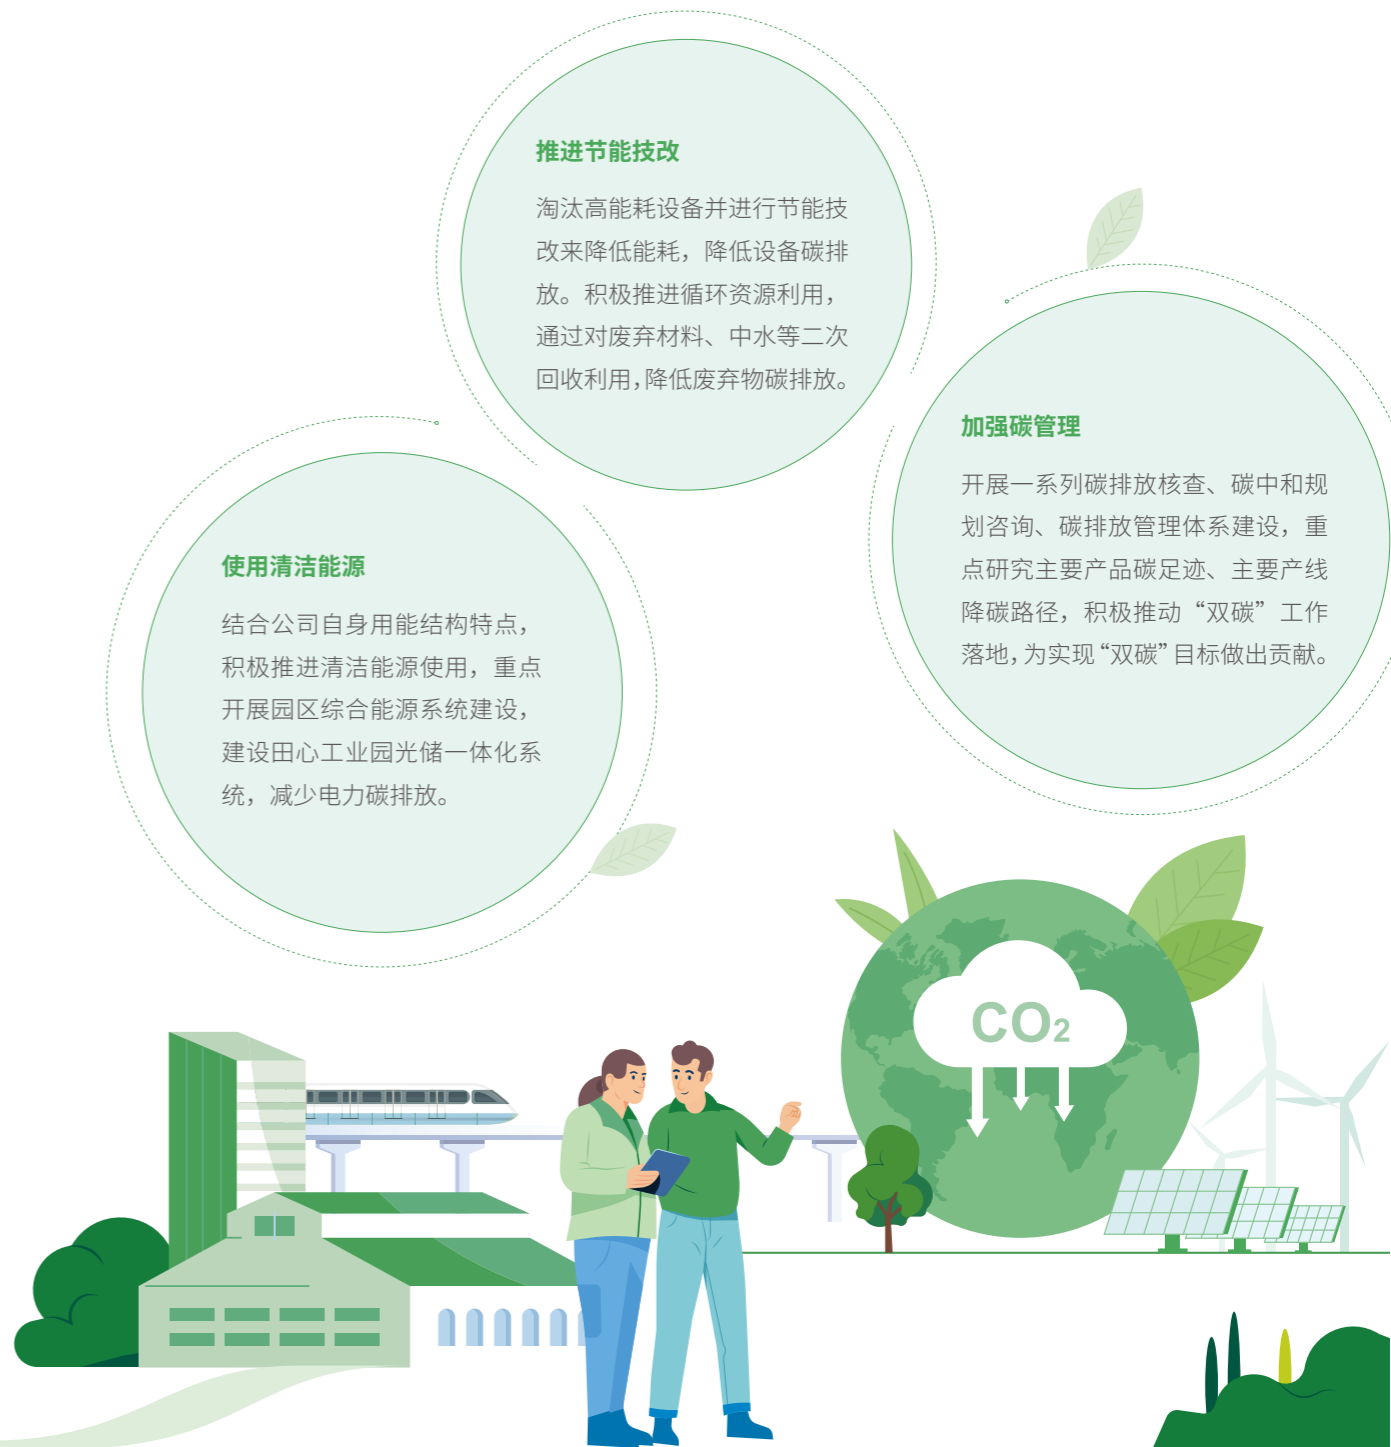 推进节能技改
淘汰高能耗设备并进行节能技
改来降低能耗，降低设备碳排
放。积极推进循环资源利用，
通过对废弃材料、中水等二次
回收利用，降低废弃物碳排放。
加强碳管理
开展一系列碳排放核查、碳中和规
划咨询、碳排放管理体系建设，重
点研究主要产品碳足迹、主要产线
降碳路径，积极推动“双碳”工作
落地，为实现“双碳”目标做出贡献。
使用清洁能源
结合公司自身用能结构特点，
积极推进清洁能源使用，重点
开展园区综合能源系统建设，
建设田心工业园光储一体化系
统，减少电力碳排放。
CO₂